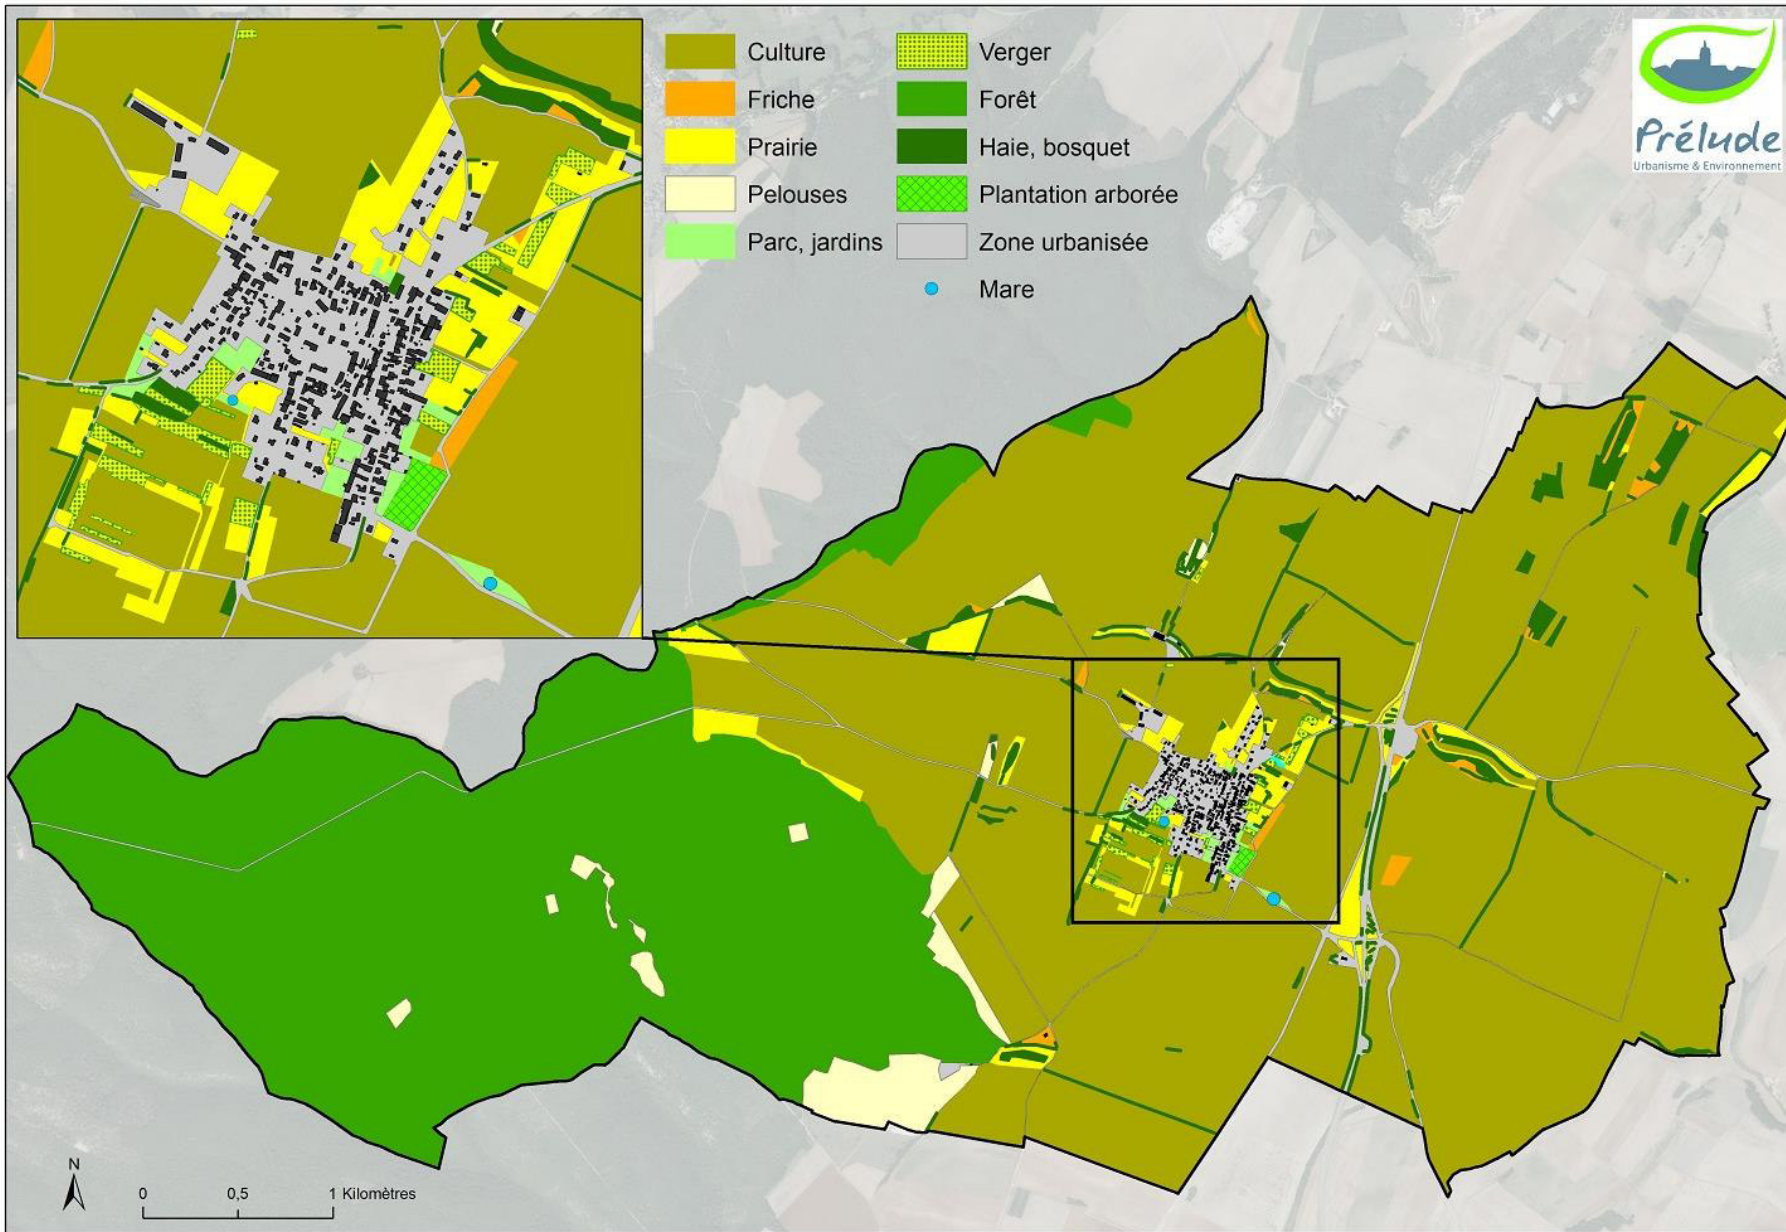 Culture
Friche
Prairie
Pelouses
Parc, jardins
Verger
Forêt
Haie, bosquet
Plantation arborée
Zone urbanisée
Mare
Prélude
Urbanisme & Environnement
N
0 0,5 1 Kilomètres